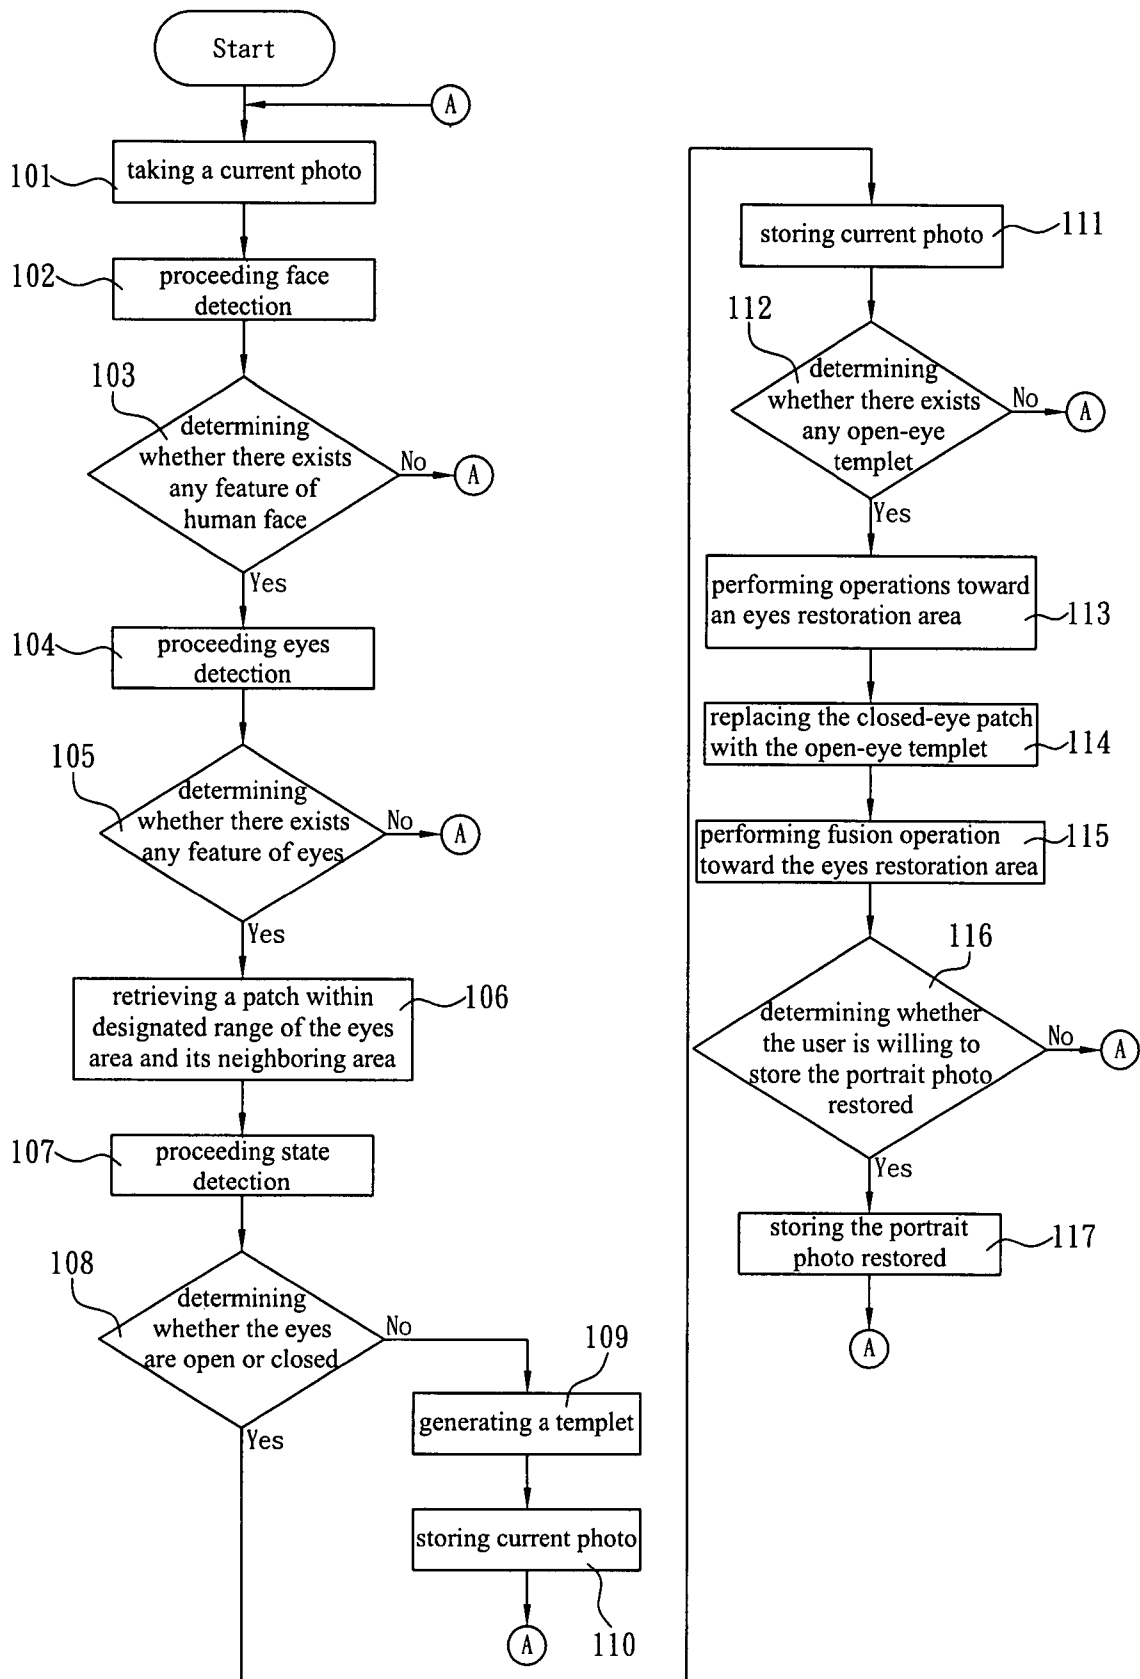 Start
A
101
taking a current photo
102
proceeding face
detection
103
determining
whether there exists
any feature of
human face
No
A
Yes
104
proceeding eyes
detection
105
determining
whether there exists
any feature of eyes
No
A
Yes
retrieving a patch within
designated range of the eyes
area and its neighboring area
106
107
proceeding state
detection
108
determining
whether the eyes
are open or closed
No
Yes
109
generating a templet
storing current photo
110
A
storing current photo
111
112
determining
whether there exists
any open-eye
templet
No
A
Yes
performing operations toward
an eyes restoration area
113
replacing the closed-eye patch
with the open-eye templet
114
performing fusion operation
toward the eyes restoration area
115
116
determining whether
the user is willing to
store the portrait photo
restored
No
A
Yes
storing the portrait
photo restored
117
A